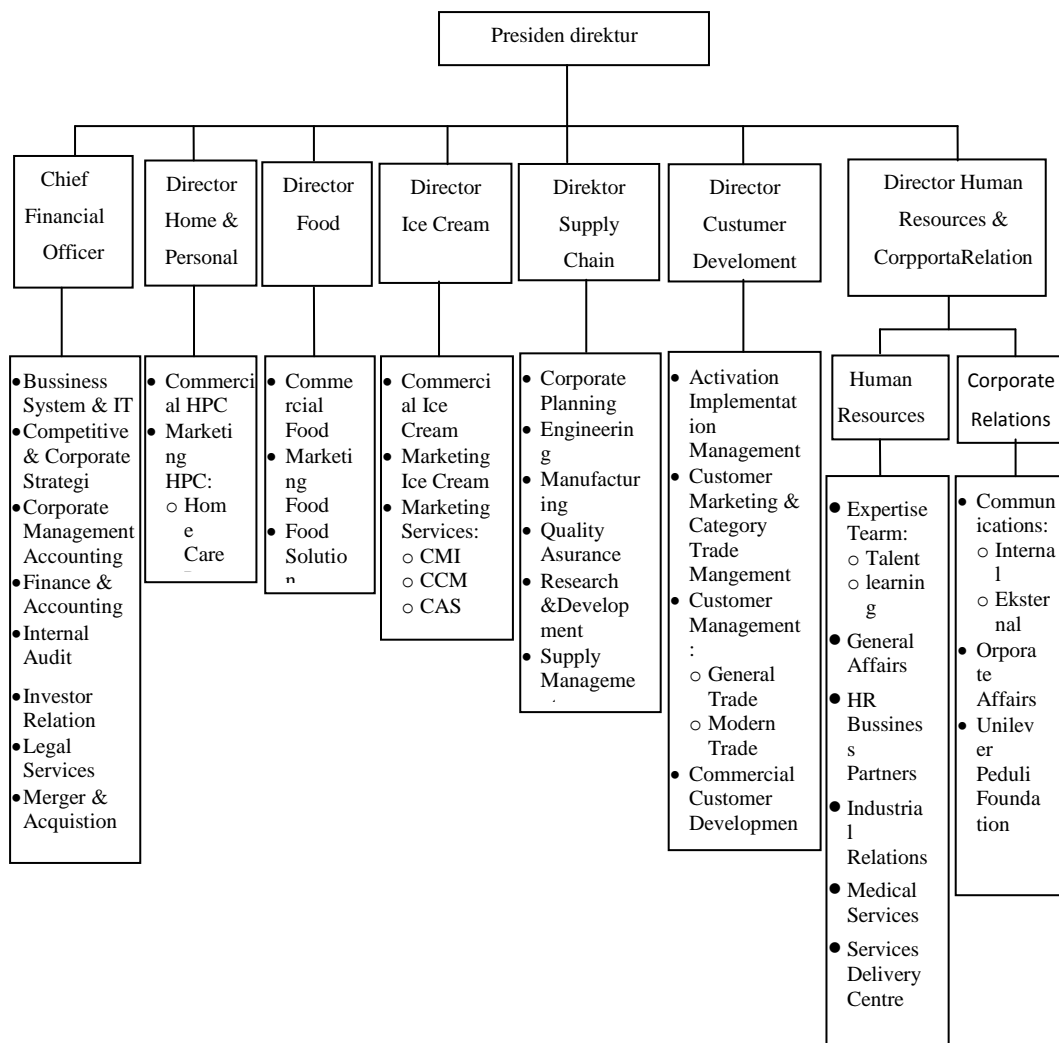 Presiden direktur
Chief
Financial
Officer
Director
Home &
Personal
Director
Food
Director
Ice Cream
Direktor
Supply
Chain
Director
Custumer
Develoment
Director Human
Resources &
CorpportaRelation
Human
Resources
Corporate
Relations
•Bussiness
System & IT
•Competitive
& Corporate
Strategi
•Corporate
Management
Accounting
•Finance &
Accounting
•Internal
Audit
•Investor
Relation
•Legal
Services
•Merger &
Acquistion
• Commerci
al HPC
• Marketi
ng
HPC:
o Hom
e
Care
• Comme
rcial
Food
• Marketi
ng
Food
• Food
Solution
• Commerci
al Ice
Cream
• Marketing
Ice Cream
• Marketing
Services:
o CMI
o CCM
o CAS
• Corporate
Planning
• Engineerin
g
• Manufactur
ing
• Quality
Asurance
• Research
&Develop
ment
• Supply
Manageme
• Activation
Implementat
ion
Management
• Customer
Marketing &
Category
Trade
Mangement
• Customer
Management
:
o General
Trade
o Modern
Trade
• Commercial
Customer
Developmen
• Expertise
Tearm:
o Talent
o learnin
g
• General
Affairs
• HR
Bussines
s
Partners
• Industria
l
Relations
• Medical
Services
• Services
Delivery
Centre
• Commun
ications:
o Interna
l
o Ekster
nal
• Orpora
te
Affairs
• Unilev
er
Peduli
Founda
tion